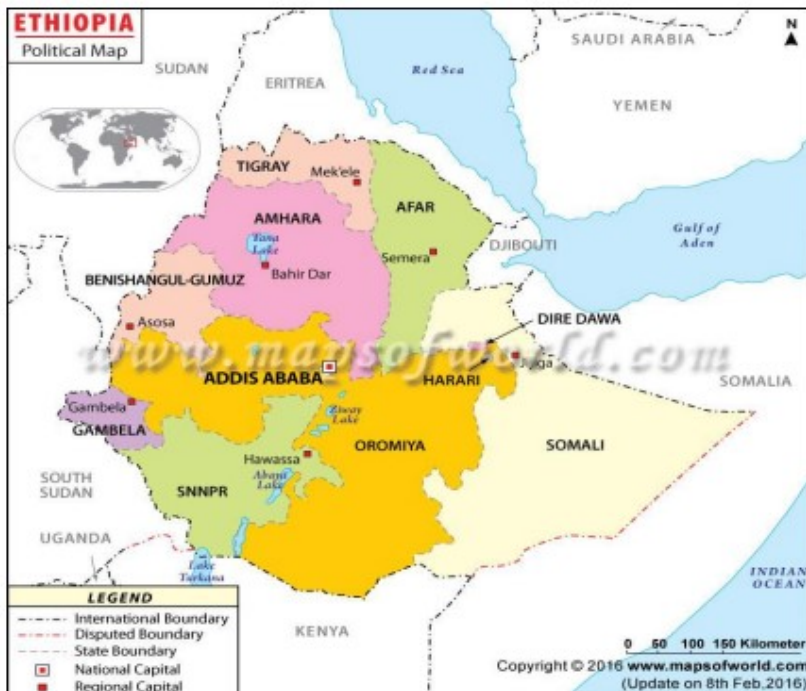 ETHIOPIA
Political Map
N
SAUDI ARABIA
SUDAN
Red Sea
ERITREA
YEMEN
TIGRAY
Mek'ele
AFAR
AMHARA
Tana
Lake
Gulf of
Aden
DJIBOUTI
Semera
Bahir Dar
BENISHANGUL-GUMUZ
DIRE DAWA
Asosa
www.mapsofworld.com
Jijga
ADDIS ABABA
HARARI
SOMALIA
Gambela
Ziway
Lake
GAMBELA
OROMIYA
SOMALI
Hawassa
Abaya
Lake
SOUTH
SUDAN
SNNPR
UGANDA
Lake
Turkana
INDIAN
OCEAN
KENYA
LEGEND
International Boundary
Disputed Boundary
State Boundary
National Capital
Regional Capital
0 50 100 150 Kilometer
Copyright © 2016 www.mapsofworld.com
(Update on 8th Feb,2016)